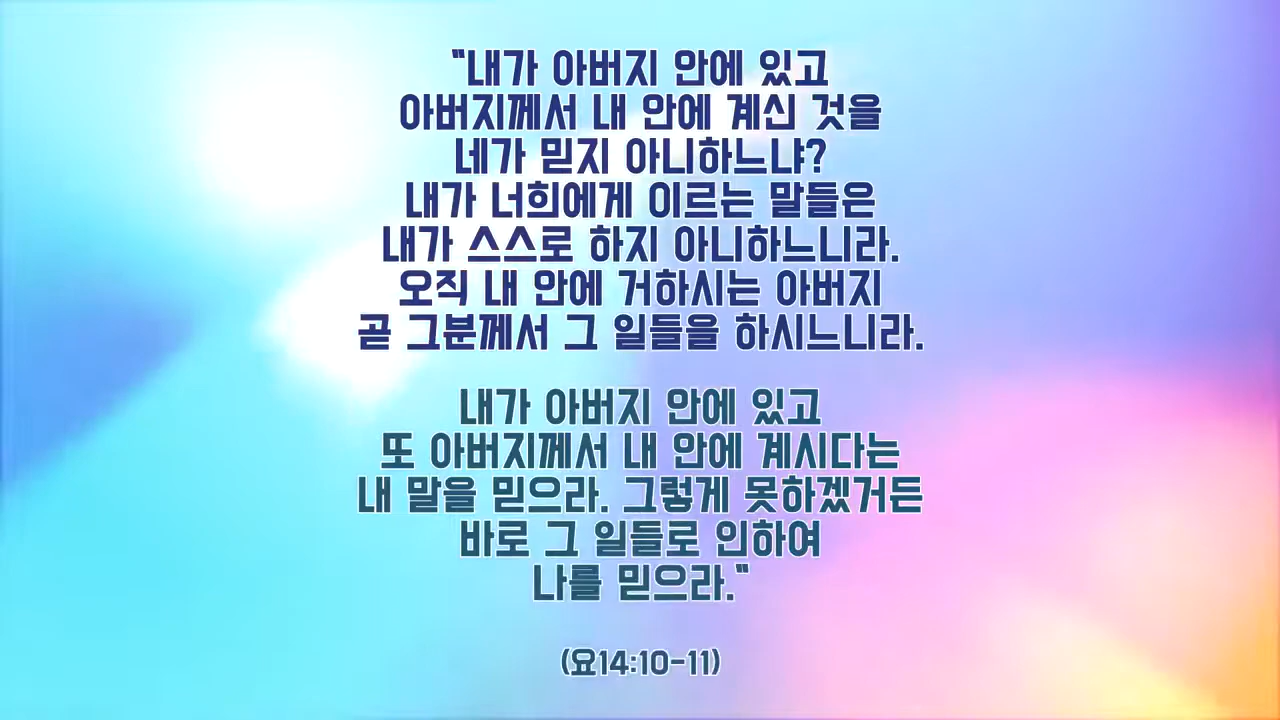 "내가 아버지 안에 있고
아버지께서 내 안에 계신 것을
네가 믿지 아니하느냐?
내가 너희에게 이르는 말들은
내가 스스로 하지 아니하느니라.
오직 내 안에 거하시는 아버지
곧 그분께서 그 일들을 하시느니라.
내가 아버지 안에 있고
또 아버지께서 내 안에 계시다는
내 말을 믿으라. 그렇게 못하겠거든
바로 그 일들로 인하여
나를 믿으라."
(요14:10-11)